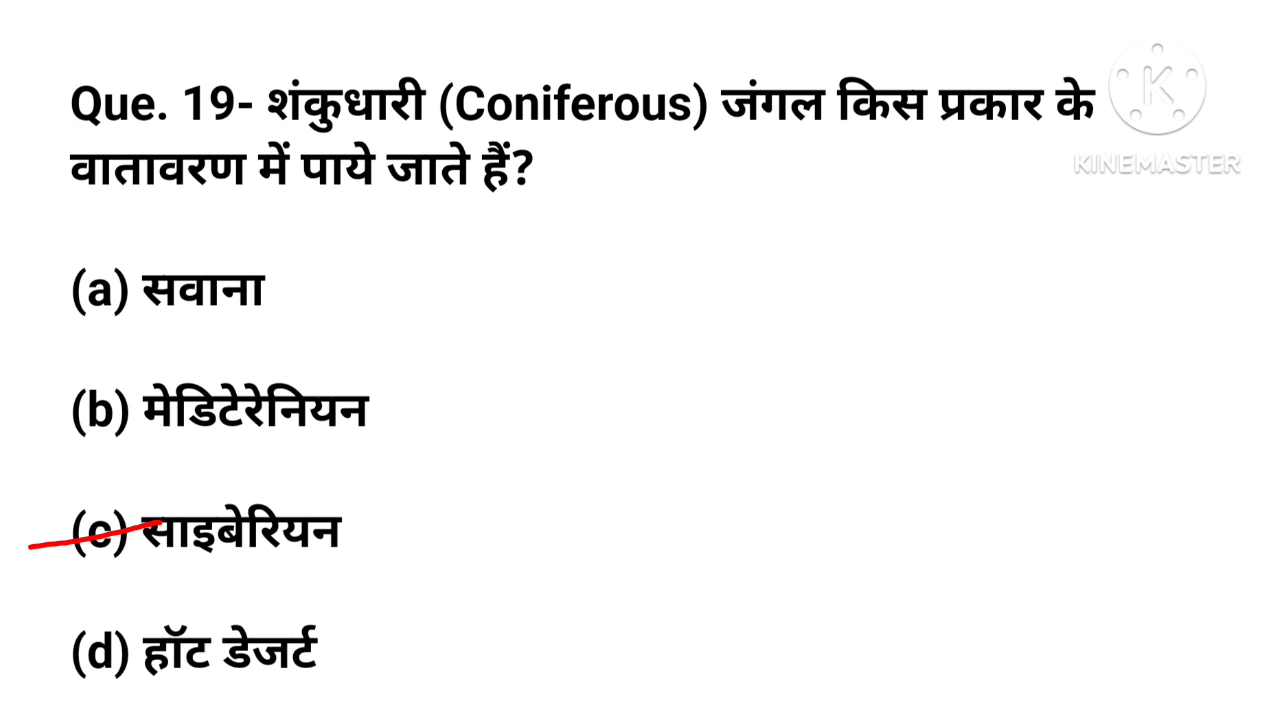 Que. 19- शंकुधारी (Coniferous) जंगल किस प्रकार के
वातावरण में पाये जाते हैं?
K
KINEMASTER
(a) सवाना
(b) मेडिटेरेनियन
(c) साइबेरियन
(d) हॉट डेजर्ट